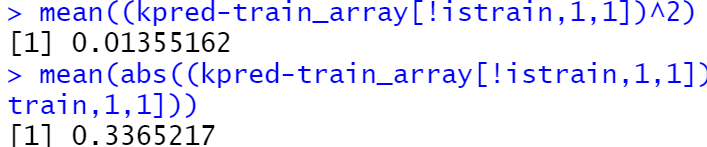 > mean((kpred-train_array[!istrain,1,1])^2)
[1] 0.01355162
> mean(abs((kpred-train_array[!istrain,1,1])
train,1,1]))
[1] 0.3365217